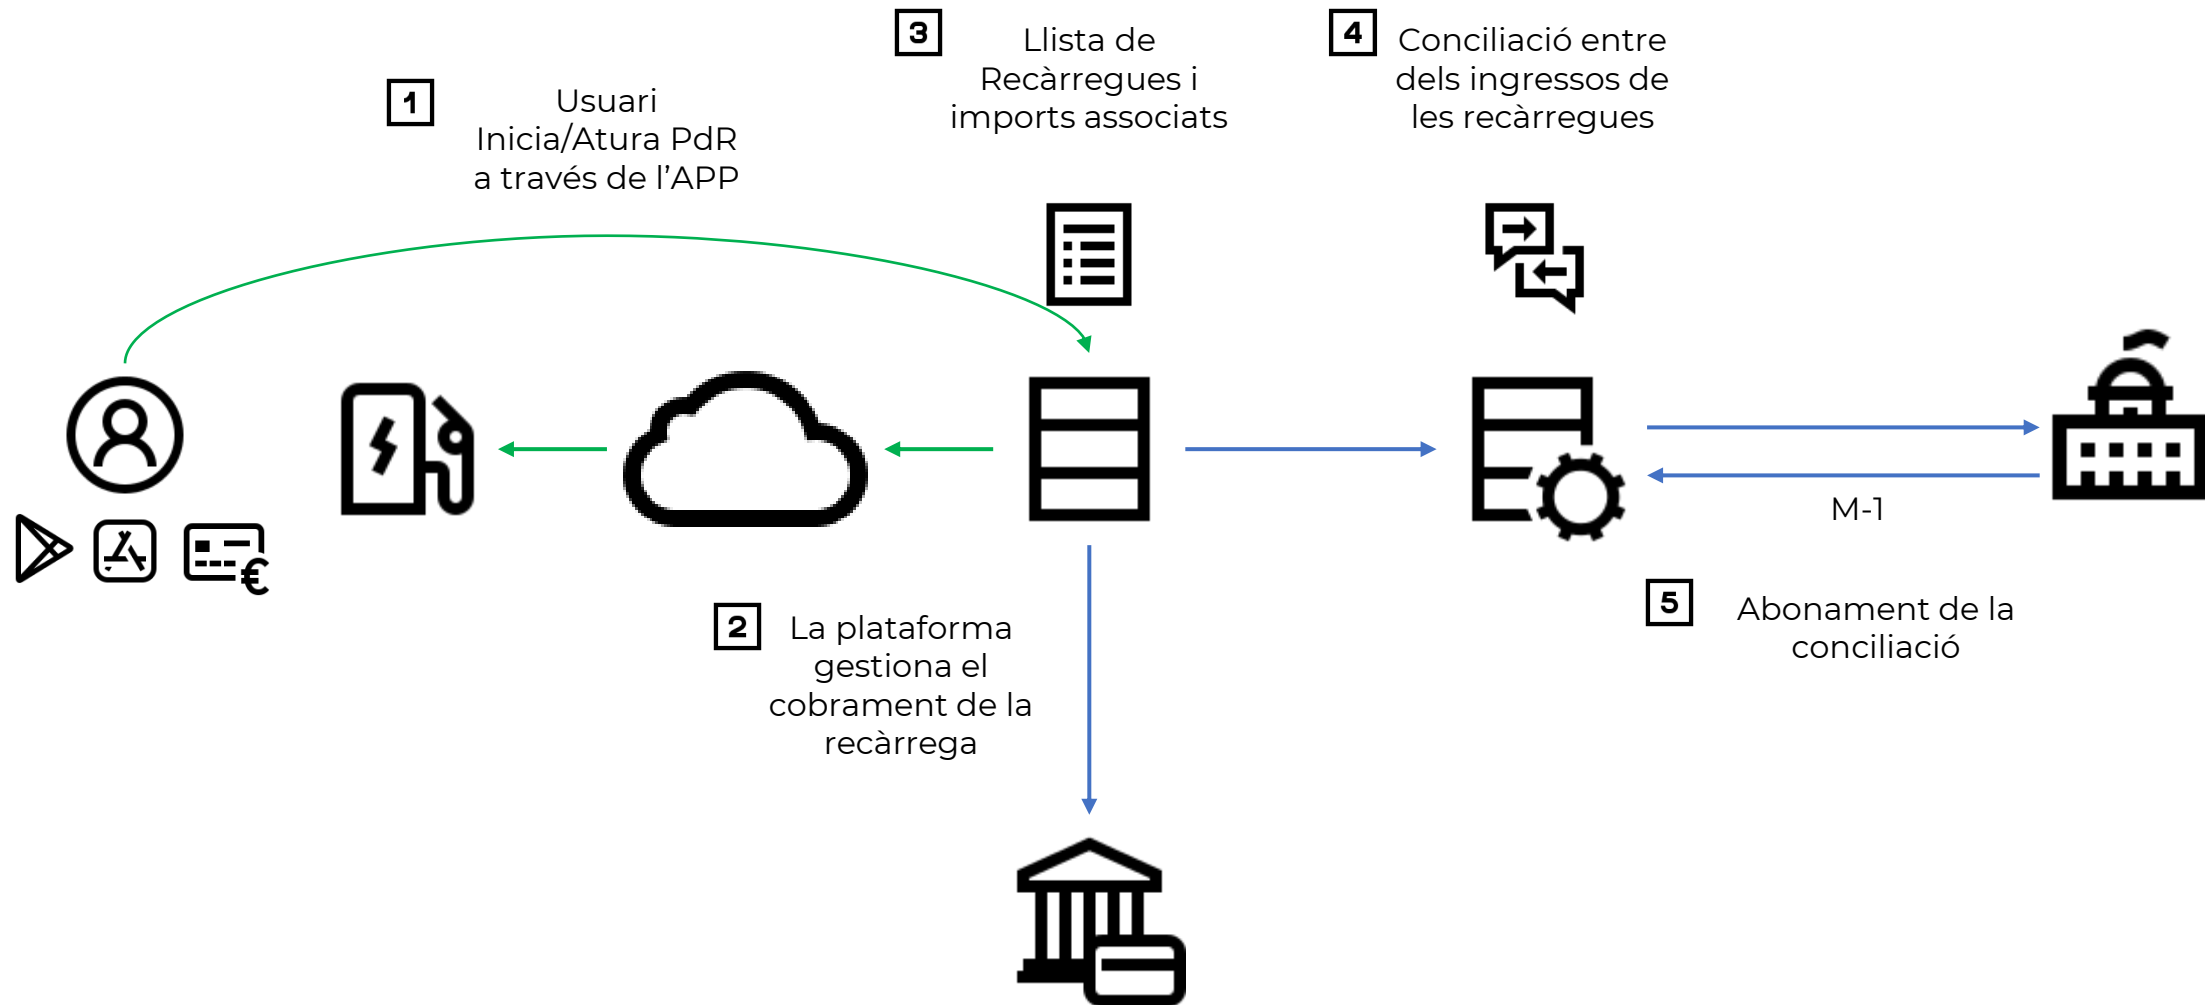 1
Usuari
Inicia/Atura PdR
a través de l’APP
2
La plataforma
gestiona el
cobrament de la
recàrrega
3
Llista de
Recàrregues i
imports associats
4
Conciliació entre
dels ingressos de
les recàrregues
M-1
5
Abonament de la
conciliació
€